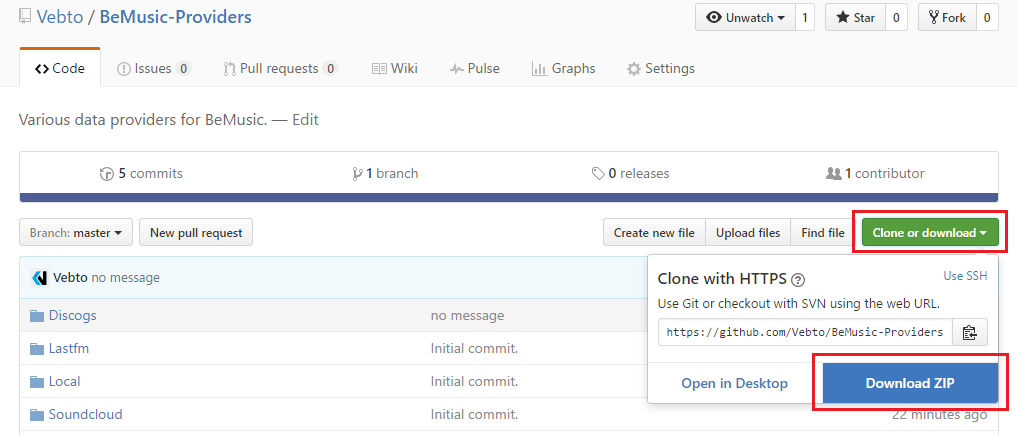 Vebto / BeMusic-Providers Unwatch 1 Star 0 Fork 0
Code Issues 0 Pull requests 0 Wiki Pulse Graphs Settings
Various data providers for BeMusic. — Edit
5 commits 1 branch 0 releases 1 contributor
Branch: master New pull request Create new file Upload files Find file Clone or download
Vebto no message
Clone with HTTPS ? Use SSH
Use Git or checkout with SVN using the web URL.
Discogs no message
https://github.com/Vebto/BeMusic-Providers
Lastfm Initial commit.
Local Initial commit.
Open in Desktop Download ZIP
Soundcloud Initial commit. 22 minutes ago